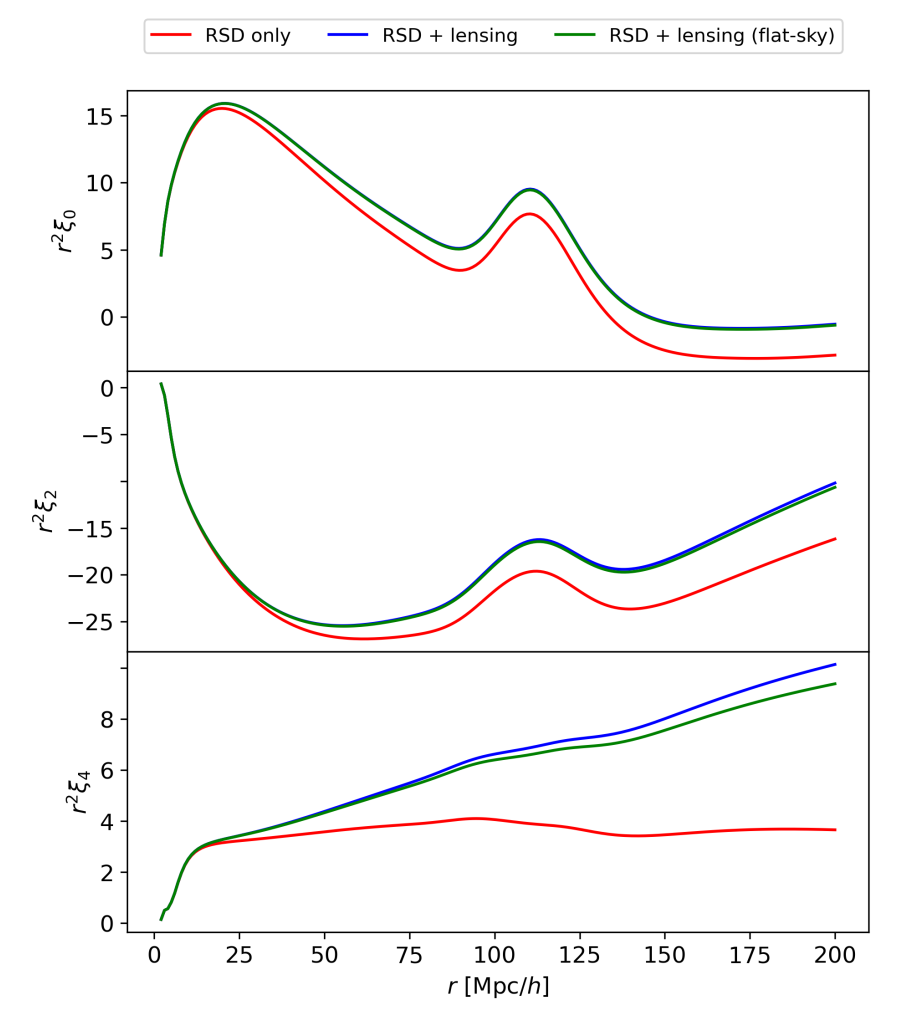 RSD only RSD + lensing RSD + lensing (flat-sky)
15
10
5
0
r²ξ₀
0
−5
−15
−20
−25
r²ξ₂
8
6
4
2
0
r²ξ₄
0 25 50 75 100 125 150 175 200
r [Mpc/h]